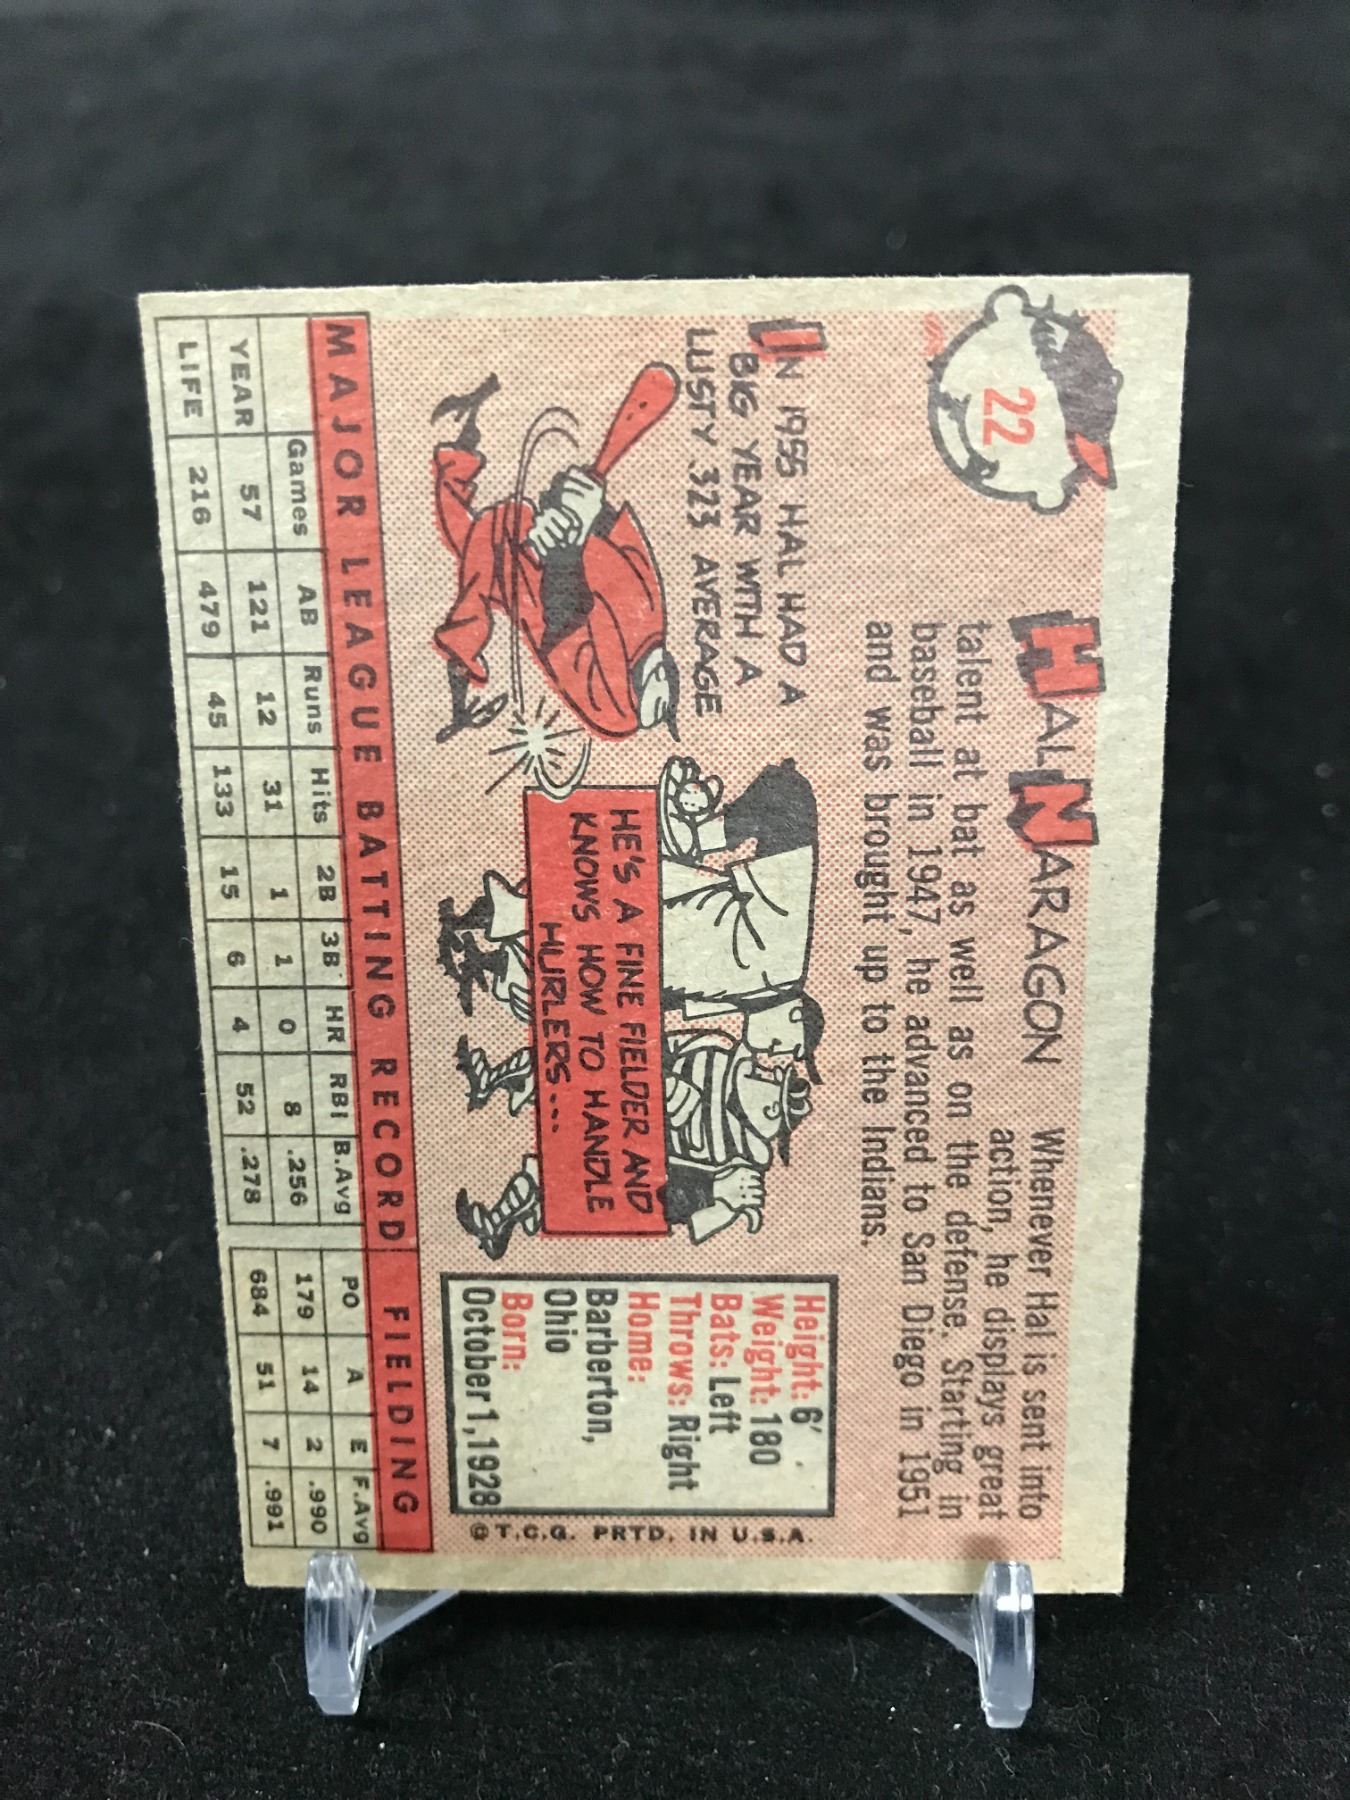 22
HAL NARAGON
Whenever Hal is sent into
action, he displays great
talent at bat as well as on the defense. Starting in
baseball in 1947, he advanced to San Diego in 1951
and was brought up to the Indians.
IN 1955 HAL HAD A
BIG YEAR WITH A
LUSTY .323 AVERAGE
HE'S A FINE FIELDER AND
KNOWS HOW TO HANDLE
HURLERS---
Height: 6'
Weight: 180
Bats: Left
Throws: Right
Home:
Barberton,
Ohio
Born:
October 1, 1928
© T.C.G. PRTD. IN U.S.A.
MAJOR LEAGUE BATTING RECORD FIELDING
Games AB Runs Hits 2B 3B HR RBI B.Avg PO A E F.Avg
YEAR 57 121 12 31 1 1 0 8 .256 179 14 2 .990
LIFE 216 479 45 133 15 6 4 52 .278 684 51 7 .991